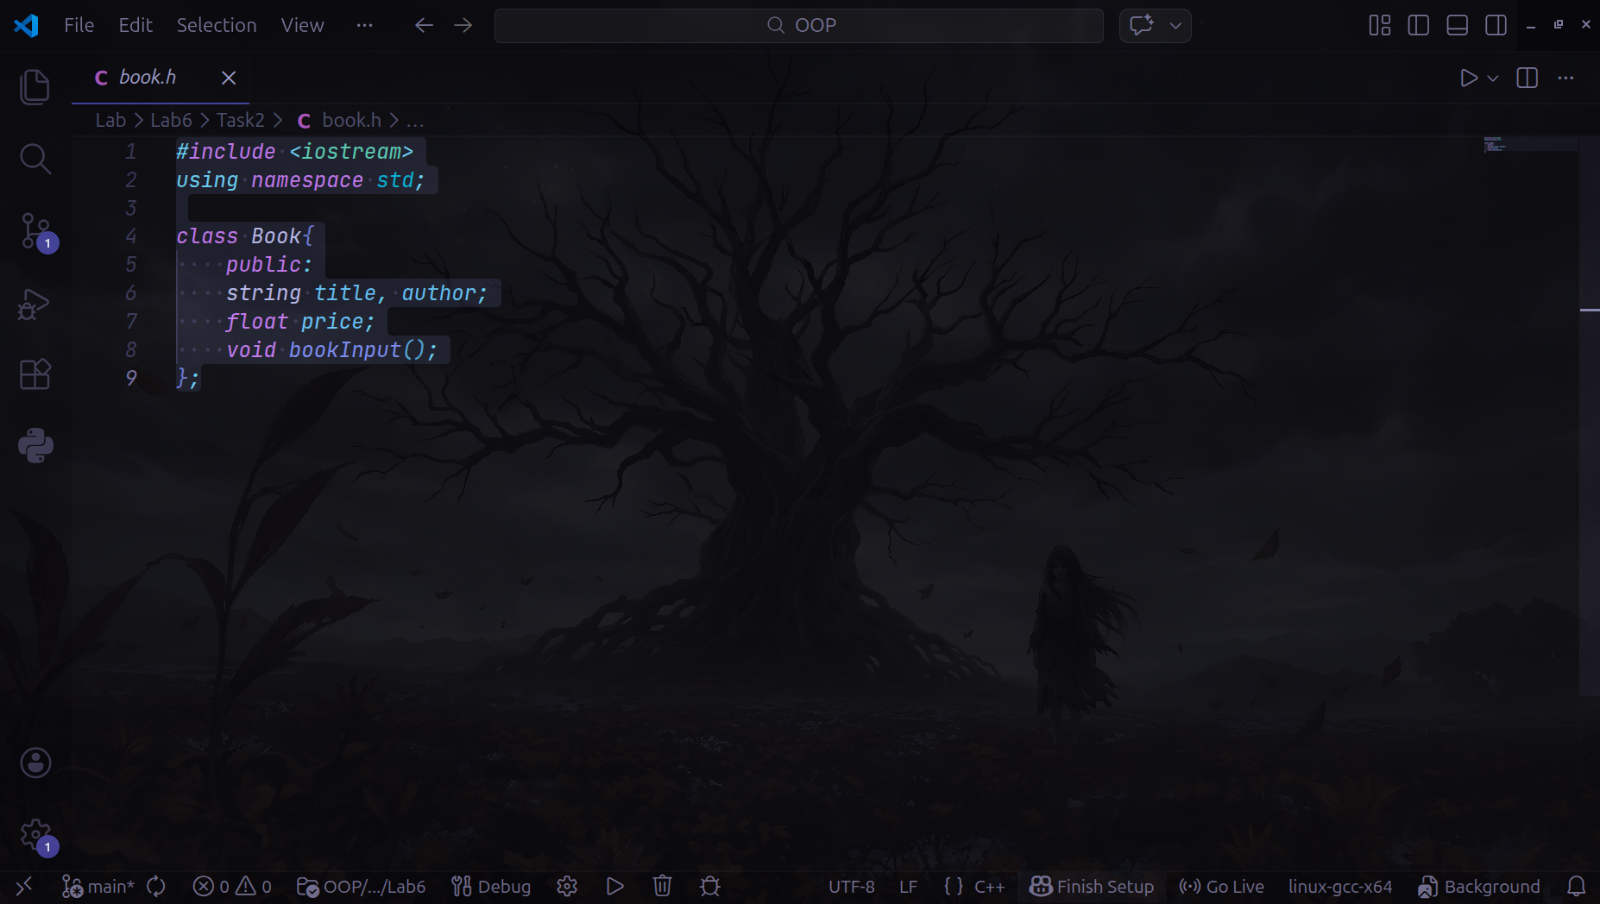 File Edit Selection View ··· OOP
book.h
Lab > Lab6 > Task2 > C book.h > ...
1 #include <iostream>
2 using namespace std;
3
4 class Book{
5 public:
6 string title, author;
7 float price;
8 void bookInput();
9 };
1
1
main* 0 0 OOP/.../Lab6 Debug UTF-8 LF { } C++ Finish Setup Go Live linux-gcc-x64 Background